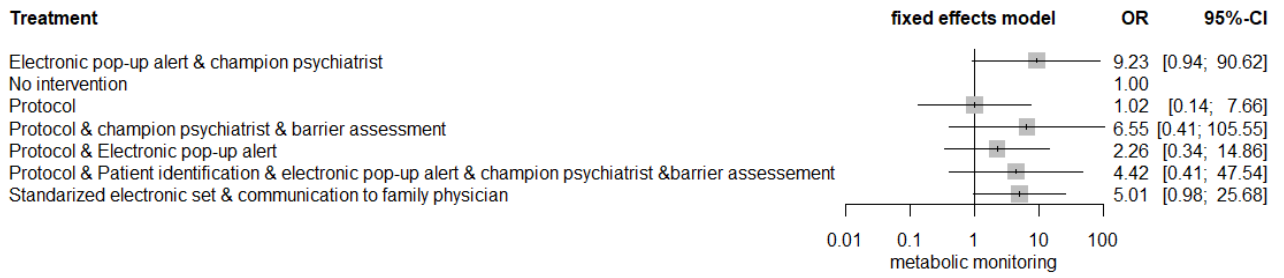 Treatment fixed effects model OR 95%-CI
Electronic pop-up alert & champion psychiatrist 9.23 [0.94; 90.62]
No intervention 1.00
Protocol 1.02 [0.14; 7.66]
Protocol & champion psychiatrist & barrier assessment 6.55 [0.41; 105.55]
Protocol & Electronic pop-up alert 2.26 [0.34; 14.86]
Protocol & Patient identification & electronic pop-up alert & champion psychiatrist &barrier assessement 4.42 [0.41; 47.54]
Standarized electronic set & communication to family physician 5.01 [0.98; 25.68]
0.01 0.1 1 10 100
metabolic monitoring